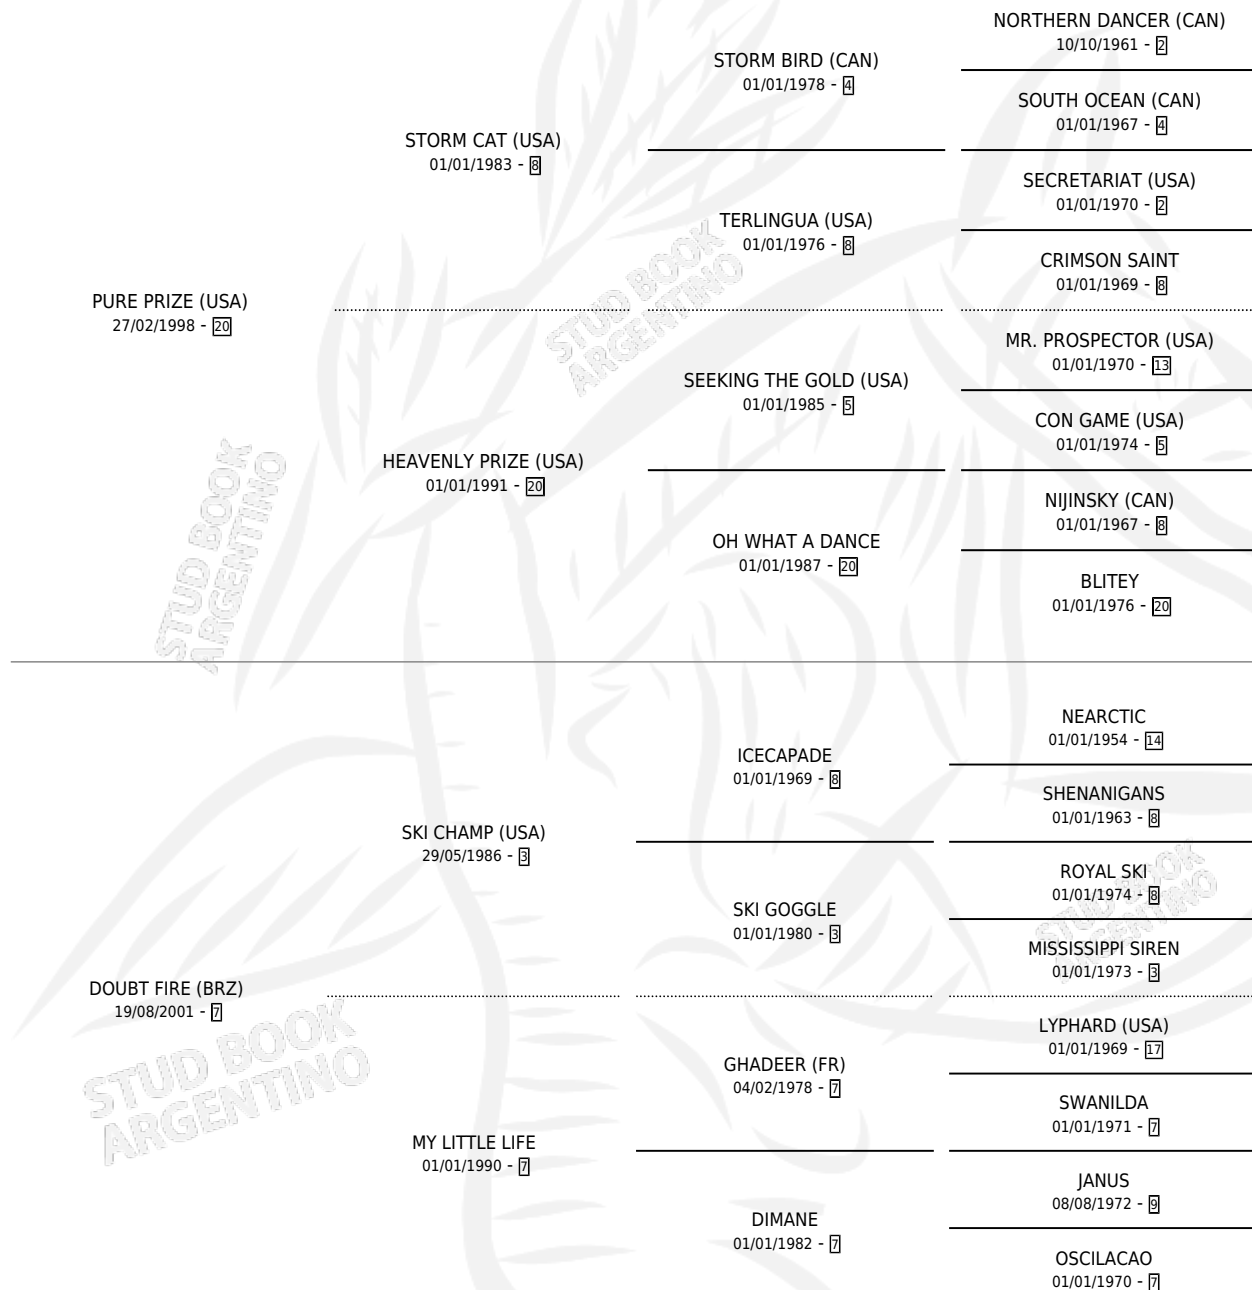 NORTHERN DANCER (CAN)
10/10/1961 - 2
STORM BIRD (CAN)
01/01/1978 - 4
SOUTH OCEAN (CAN)
01/01/1967 - 4
STORM CAT (USA)
01/01/1983 - 8
SECRETARIAT (USA)
01/01/1970 - 2
TERLINGUA (USA)
01/01/1976 - 8
CRIMSON SAINT
01/01/1969 - 8
PURE PRIZE (USA)
27/02/1998 - 20
STUD BOOK
ARGENTINO
MR. PROSPECTOR (USA)
01/01/1970 - 13
SEEKING THE GOLD (USA)
01/01/1985 - 5
CON GAME (USA)
01/01/1974 - 5
HEAVENLY PRIZE (USA)
01/01/1991 - 20
NIJINSKY (CAN)
01/01/1967 - 8
OH WHAT A DANCE
01/01/1987 - 20
BLITEY
01/01/1976 - 20
STUD BOOK
ARGENTINO
NEARCTIC
01/01/1954 - 14
ICECAPADE
01/01/1969 - 8
SHENANIGANS
01/01/1963 - 8
SKI CHAMP (USA)
29/05/1986 - 3
ROYAL SKI
01/01/1974 - 8
SKI GOGGLE
01/01/1980 - 3
STUD BOOK
ARGENTINO
MISSISSIPPI SIREN
01/01/1973 - 3
DOUBT FIRE (BRZ)
19/08/2001 - 7
LYPHARD (USA)
01/01/1969 - 17
GHADEER (FR)
04/02/1978 - 7
SWANILDA
01/01/1971 - 7
STUD BOOK
ARGENTINO
MY LITTLE LIFE
01/01/1990 - 7
JANUS
08/08/1972 - 9
DIMANE
01/01/1982 - 7
OSCILACAO
01/01/1970 - 7